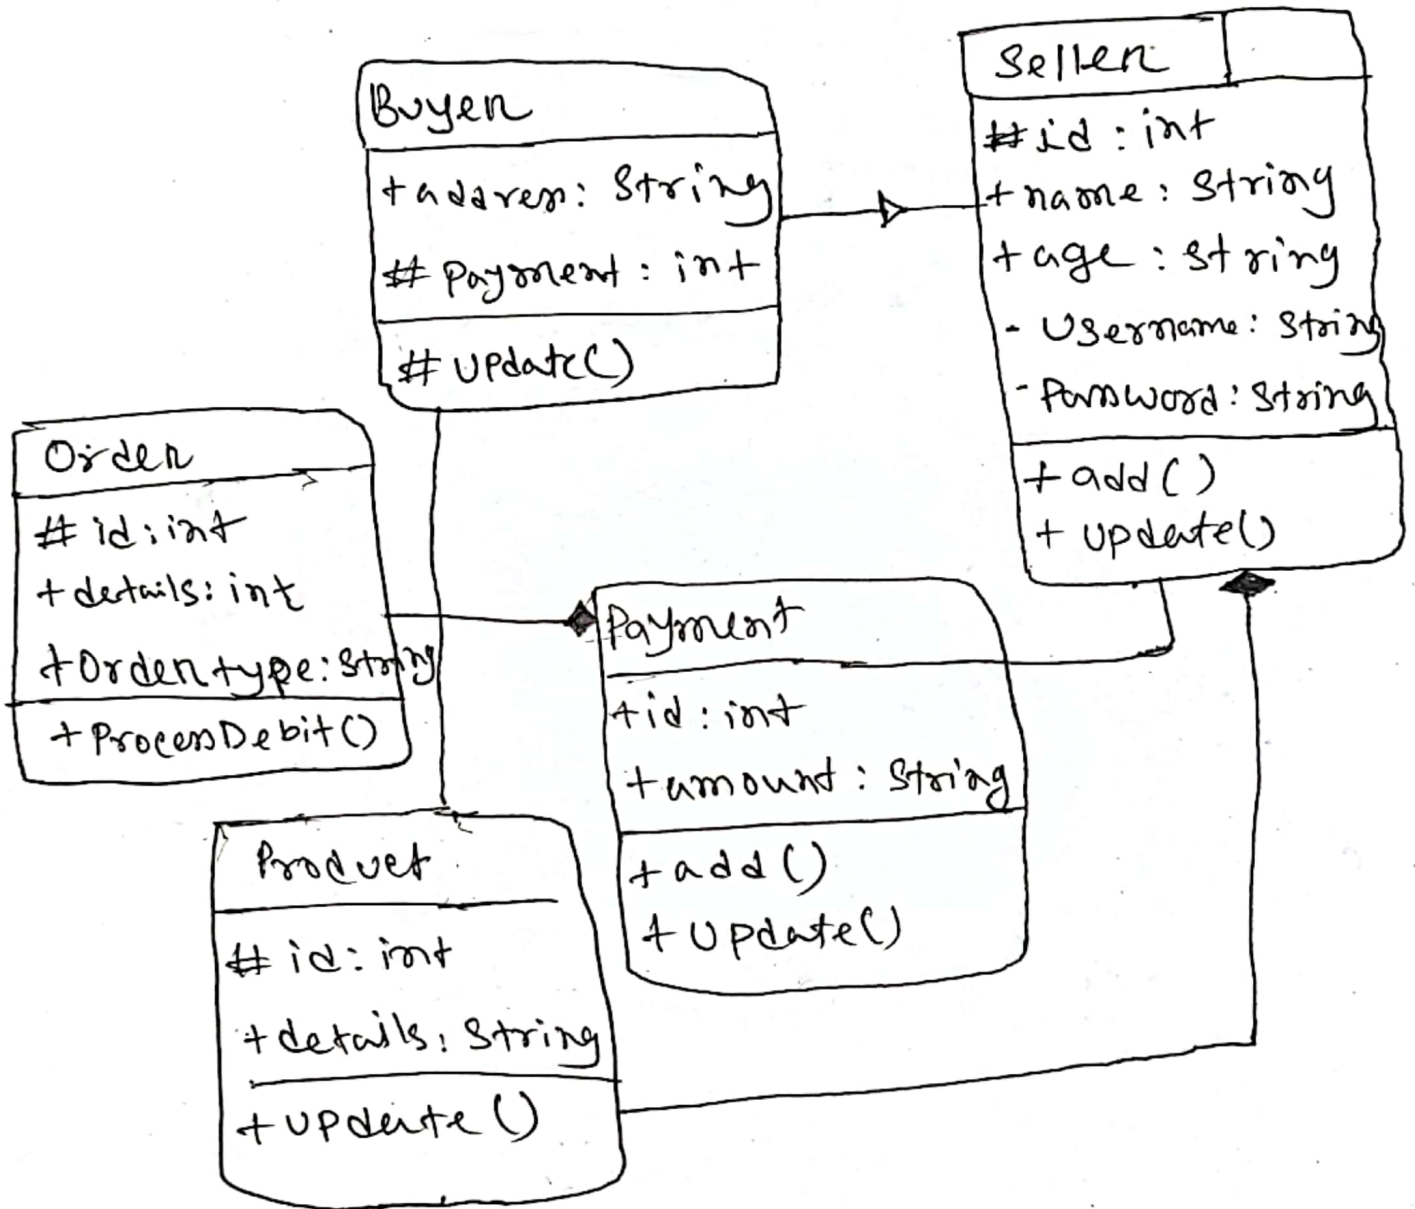 Buyer
+address: String
# Payment: int
# Update()
Seller
#id: int
+name: String
+age: String
- Username: String
- Password: String
+ add()
+ update()
Order
# id: int
+ details: int
+Order type: String
+ ProcessDebit()
Payment
+id: int
+amount: String
+add()
+ Update()
Product
# id: int
+ details: String
+ update()